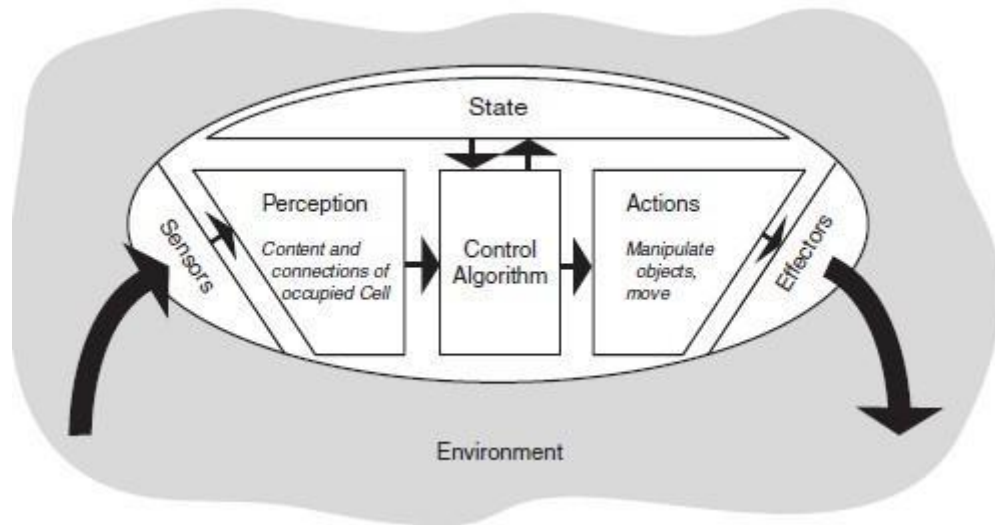 State
Sensors
Perception
Content and
connections of
occupied Cell
Control
Algorithm
Actions
Manipulate
objects,
move
Effectors
Environment